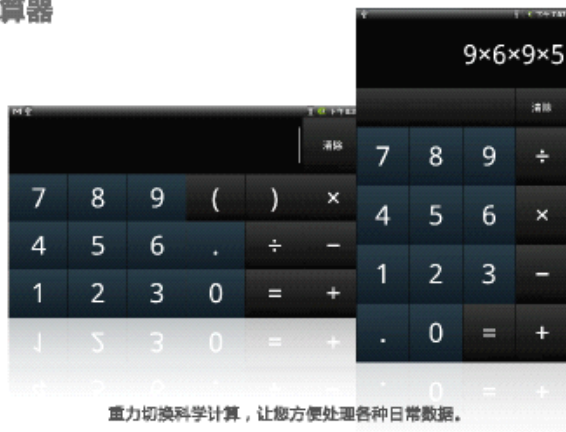 算器
9×6×9×5
清除
清除
7 8 9 ( ) ×
4 5 6 . ÷ −
1 2 3 0 = +
7 8 9 ÷
4 5 6 ×
1 2 3 −
. 0 = +
重力切换科学计算，让您方便处理各种日常数据。